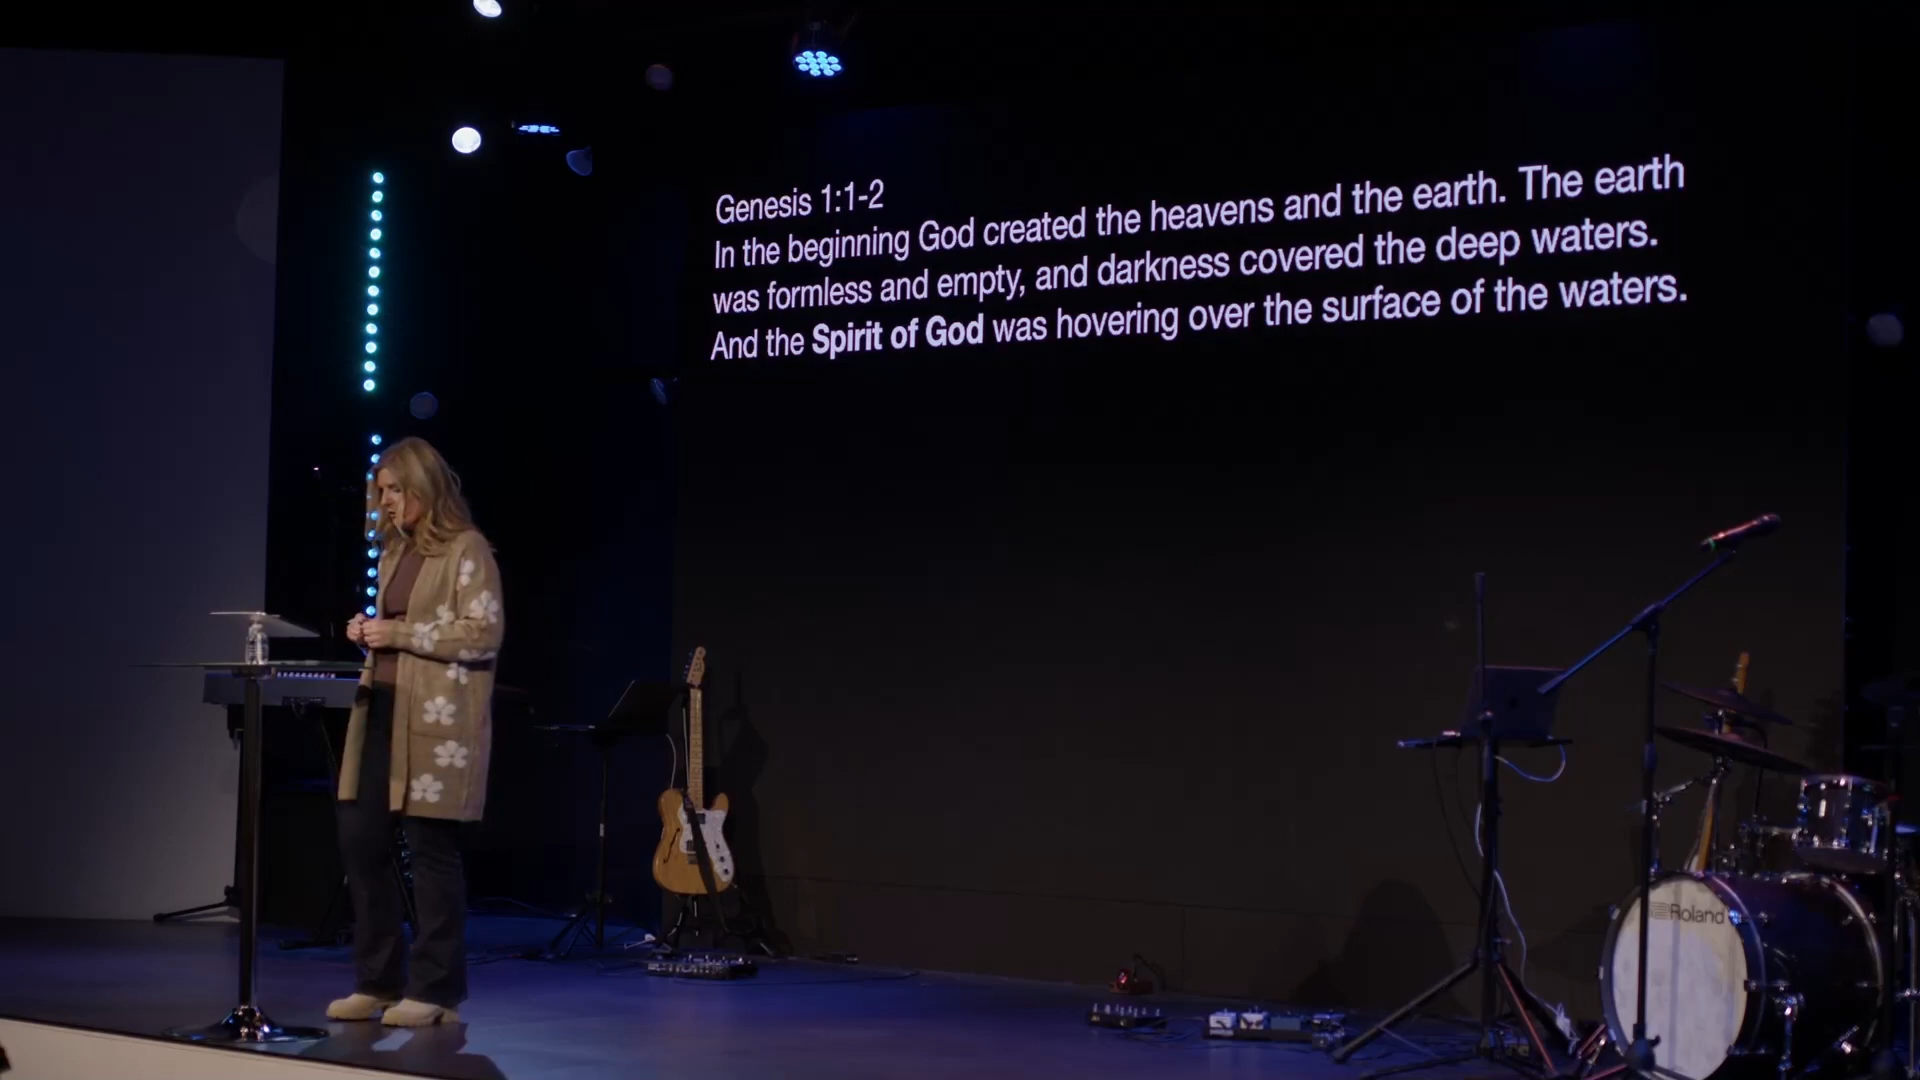 Genesis 1:1-2
In the beginning God created the heavens and the earth. The earth
was formless and empty, and darkness covered the deep waters.
And the Spirit of God was hovering over the surface of the waters.
Roland